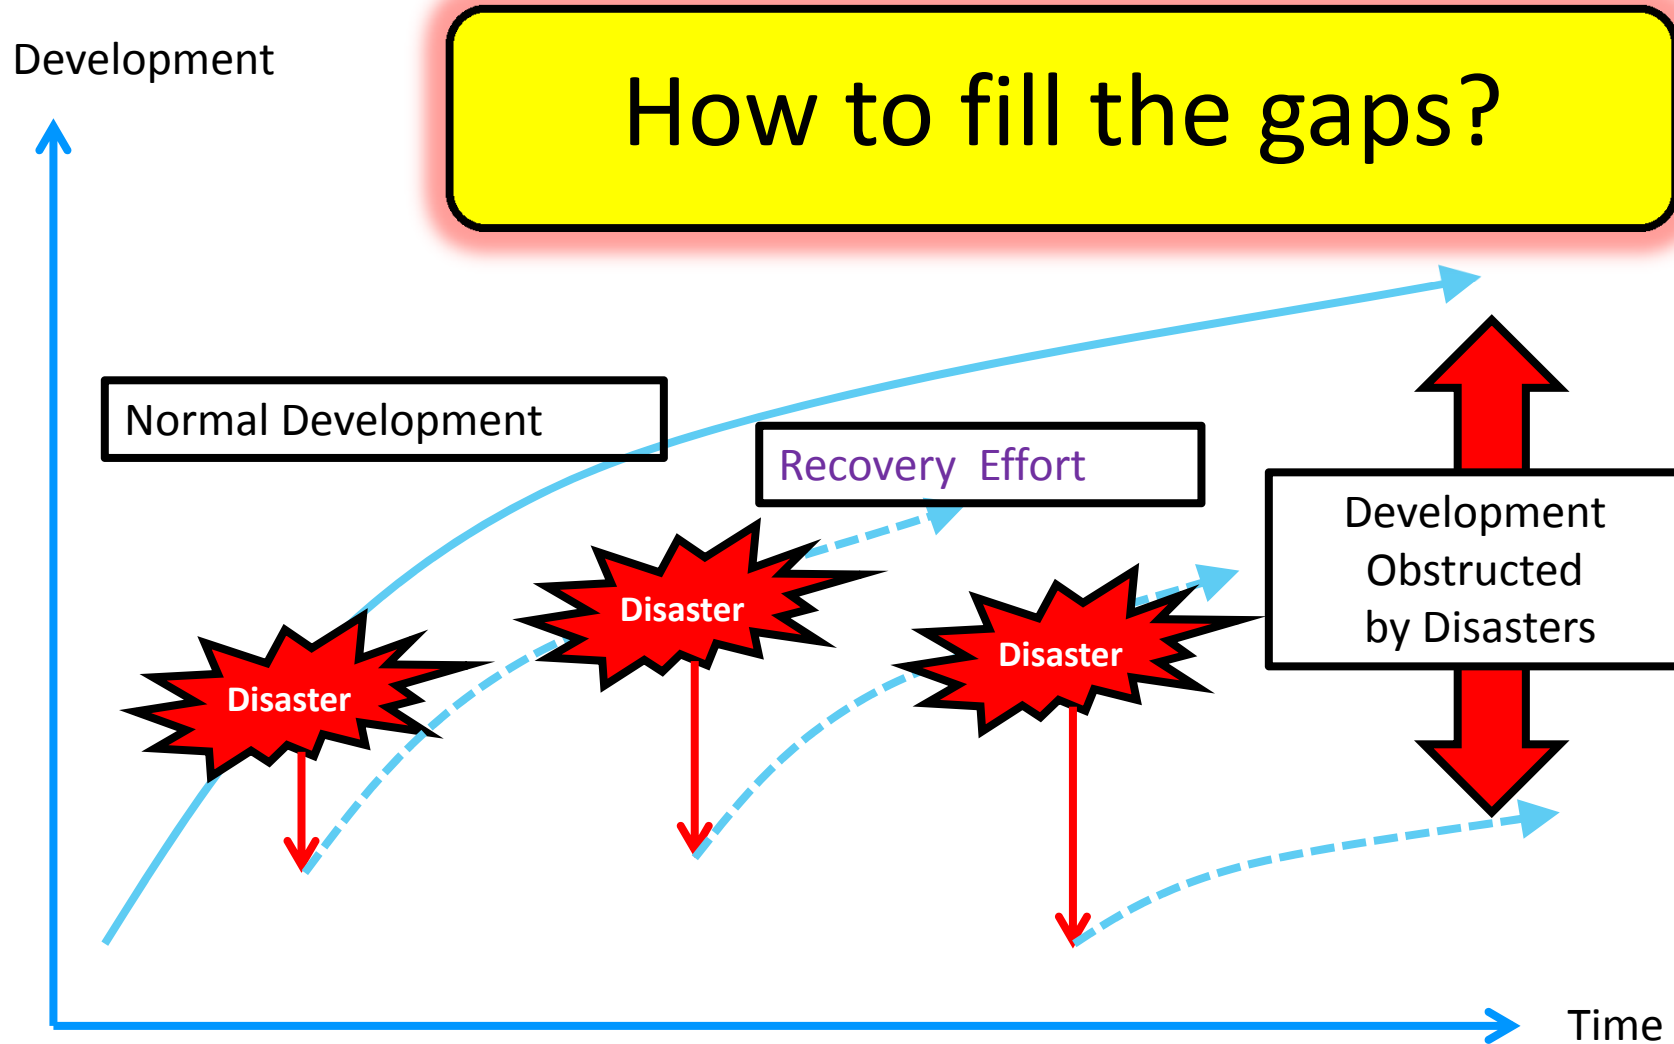 Development
How to fill the gaps?
Normal Development
Recovery  Effort
Development
Obstructed
by Disasters
Disaster
Disaster
Disaster
Time